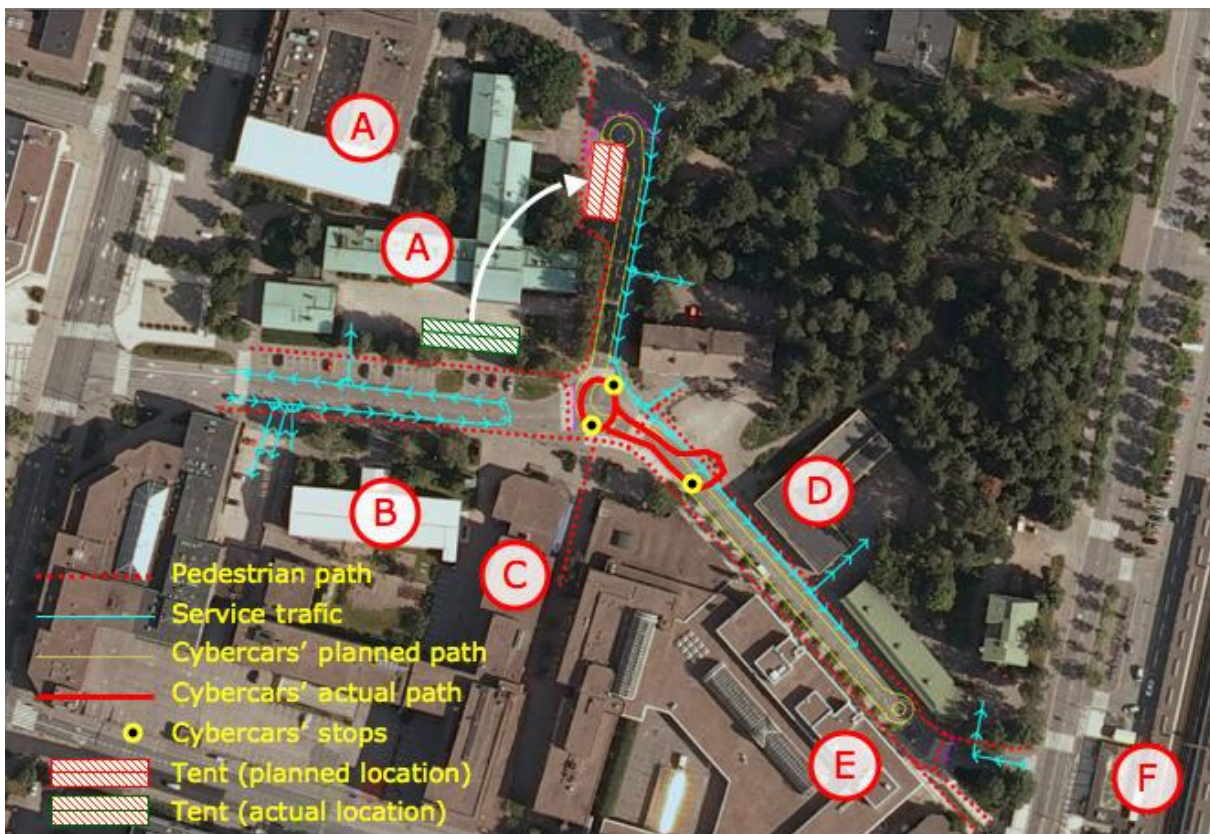 A
A
D
B
C
Pedestrian path
Service trafic
Cybercars' planned path
Cybercars' actual path
Cybercars' stops
E
F
Tent (planned location)
Tent (actual location)